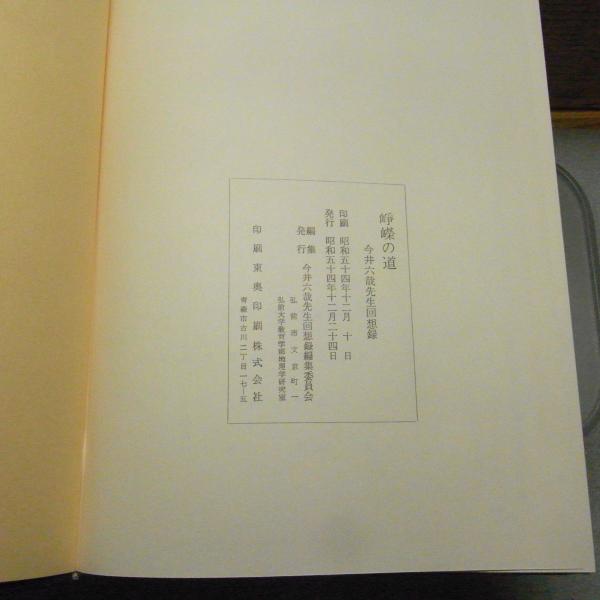 崢嶸の道
今井六哉先生回想録
印刷 昭和五十四年十二月 十 日
発行 昭和五十四年十二月二十四日
編集
発行 今井六哉先生回想録編集委員会
弘前市文京町一
弘前大学教育学部地理学研究室
印刷 東奥印刷株式会社
青森市古川二丁目一七ー五